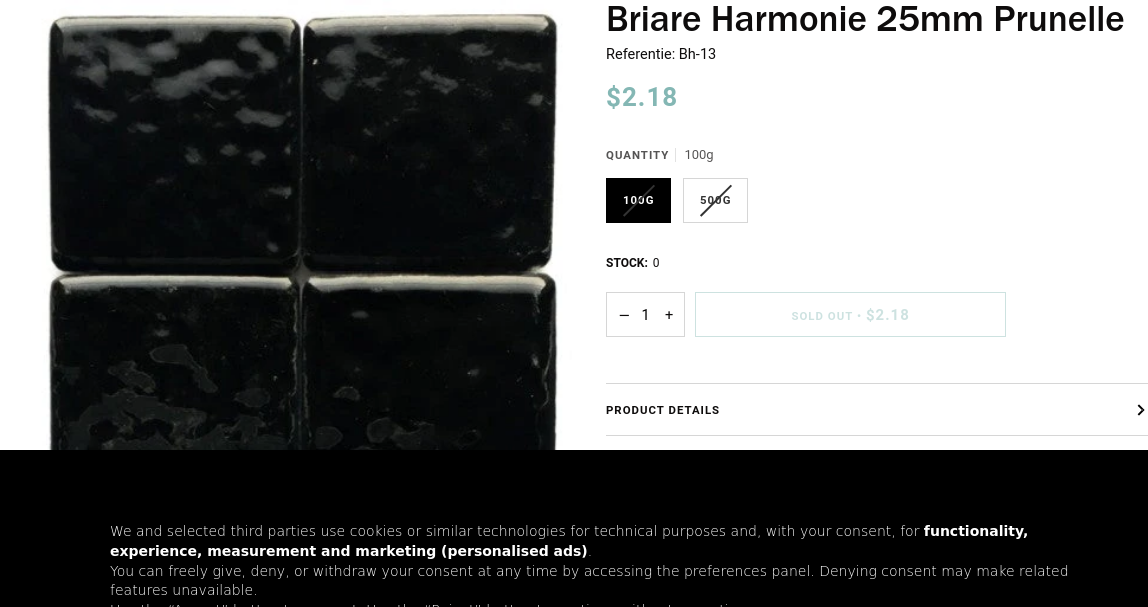 Briare Harmonie 25mm Prunelle
Referentie: Bh-13
$2.18
QUANTITY 100g
100G 500G
STOCK: 0
− 1 +
SOLD OUT • $2.18
PRODUCT DETAILS
We and selected third parties use cookies or similar technologies for technical purposes and, with your consent, for functionality,
experience, measurement and marketing (personalised ads).
You can freely give, deny, or withdraw your consent at any time by accessing the preferences panel. Denying consent may make related
features unavailable.